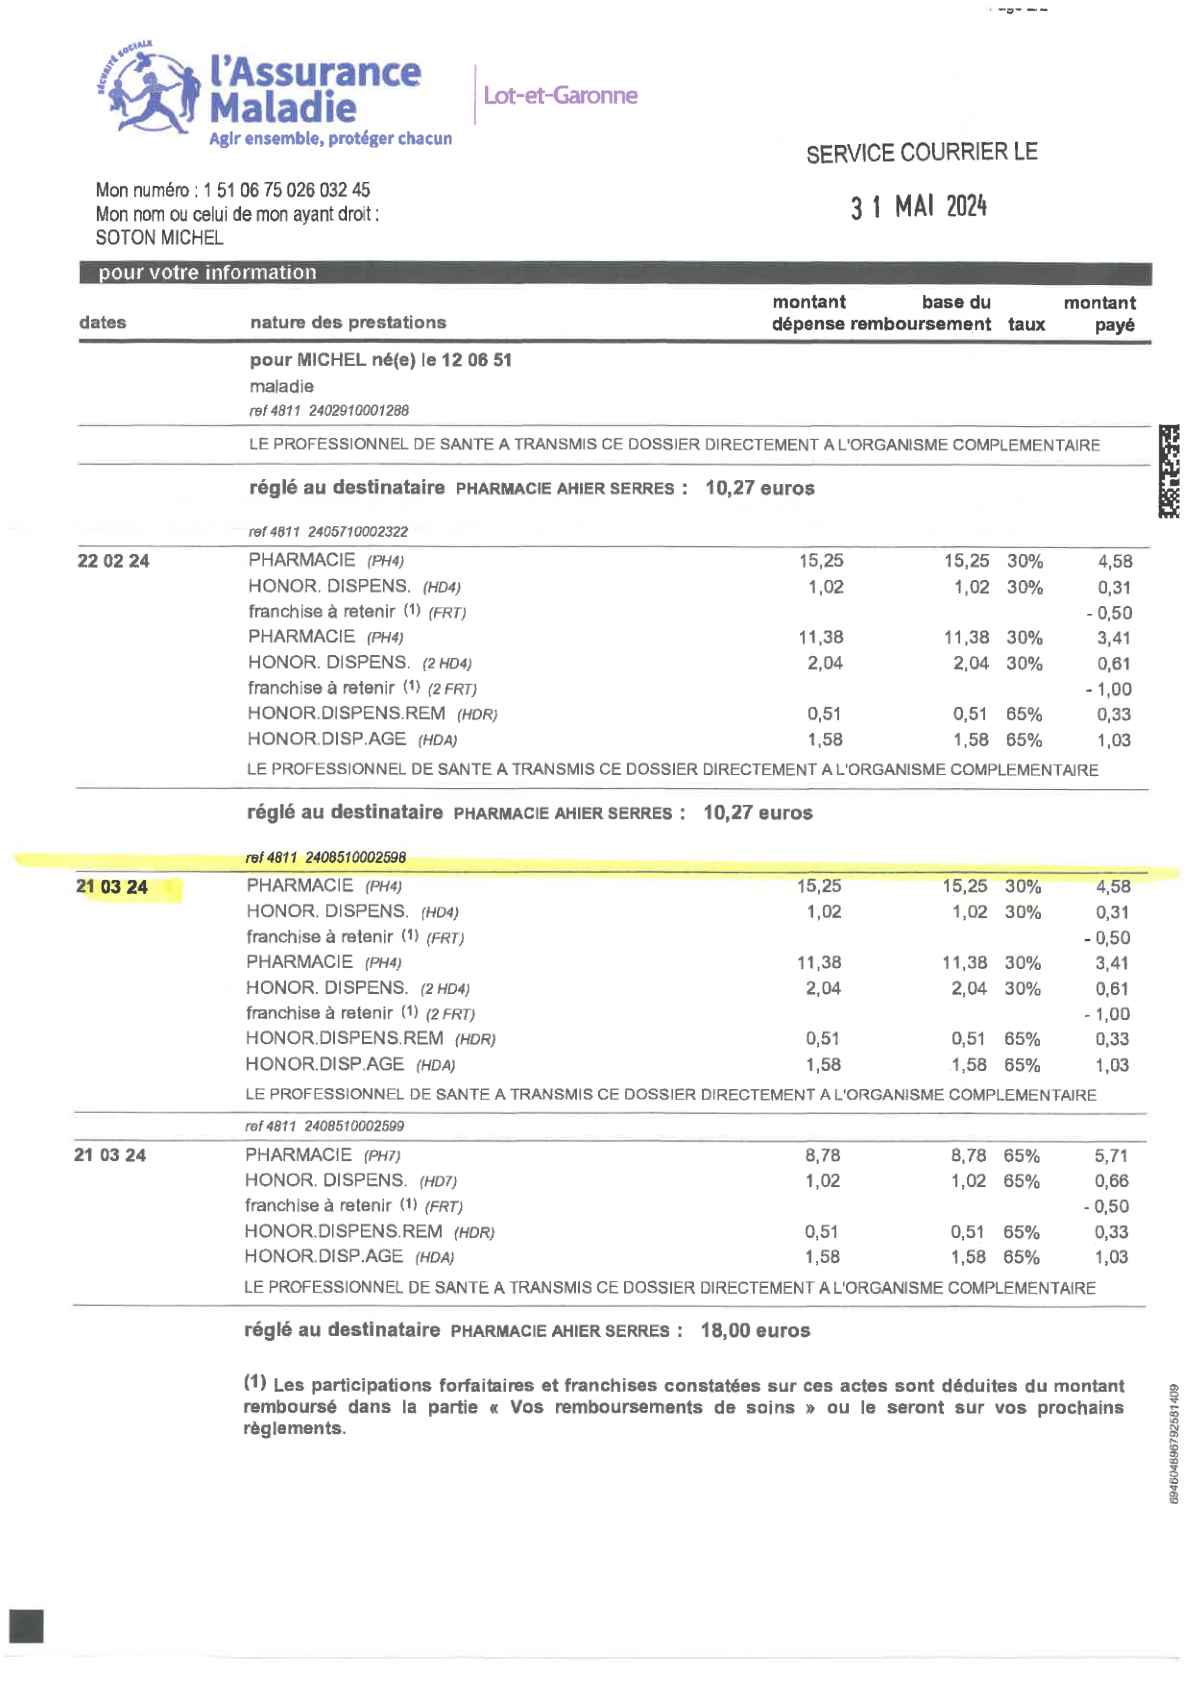 SÉCURITÉ SOCIALE
l'Assurance
Maladie
Agir ensemble, protéger chacun
Lot-et-Garonne
SERVICE COURRIER LE
31 MAI 2024
Mon numéro : 1 51 06 75 026 032 45
Mon nom ou celui de mon ayant droit :
SOTON MICHEL
pour votre information
montant base du montant
dates nature des prestations dépense remboursement taux payé
pour MICHEL né(e) le 12 06 51
maladie
ref 4811 2402910001288
LE PROFESSIONNEL DE SANTE A TRANSMIS CE DOSSIER DIRECTEMENT A L'ORGANISME COMPLEMENTAIRE
réglé au destinataire PHARMACIE AHIER SERRES : 10,27 euros
ref 4811 2405710002322
22 02 24 PHARMACIE (PH4) 15,25 15,25 30% 4,58
HONOR. DISPENS. (HD4) 1,02 1,02 30% 0,31
franchise à retenir (1) (FRT) - 0,50
PHARMACIE (PH4) 11,38 11,38 30% 3,41
HONOR. DISPENS. (2 HD4) 2,04 2,04 30% 0,61
franchise à retenir (1) (2 FRT) - 1,00
HONOR.DISPENS.REM (HDR) 0,51 0,51 65% 0,33
HONOR.DISP.AGE (HDA) 1,58 1,58 65% 1,03
LE PROFESSIONNEL DE SANTE A TRANSMIS CE DOSSIER DIRECTEMENT A L'ORGANISME COMPLEMENTAIRE
réglé au destinataire PHARMACIE AHIER SERRES : 10,27 euros
ref 4811 2408510002598
21 03 24 PHARMACIE (PH4) 15,25 15,25 30% 4,58
HONOR. DISPENS. (HD4) 1,02 1,02 30% 0,31
franchise à retenir (1) (FRT) - 0,50
PHARMACIE (PH4) 11,38 11,38 30% 3,41
HONOR. DISPENS. (2 HD4) 2,04 2,04 30% 0,61
franchise à retenir (1) (2 FRT) - 1,00
HONOR.DISPENS.REM (HDR) 0,51 0,51 65% 0,33
HONOR.DISP.AGE (HDA) 1,58 1,58 65% 1,03
LE PROFESSIONNEL DE SANTE A TRANSMIS CE DOSSIER DIRECTEMENT A L'ORGANISME COMPLEMENTAIRE
ref 4811 2408510002599
21 03 24 PHARMACIE (PH7) 8,78 8,78 65% 5,71
HONOR. DISPENS. (HD7) 1,02 1,02 65% 0,66
franchise à retenir (1) (FRT) - 0,50
HONOR.DISPENS.REM (HDR) 0,51 0,51 65% 0,33
HONOR.DISP.AGE (HDA) 1,58 1,58 65% 1,03
LE PROFESSIONNEL DE SANTE A TRANSMIS CE DOSSIER DIRECTEMENT A L'ORGANISME COMPLEMENTAIRE
réglé au destinataire PHARMACIE AHIER SERRES : 18,00 euros
(1) Les participations forfaitaires et franchises constatées sur ces actes sont déduites du montant
remboursé dans la partie « Vos remboursements de soins » ou le seront sur vos prochains
règlements.
694604896792581409